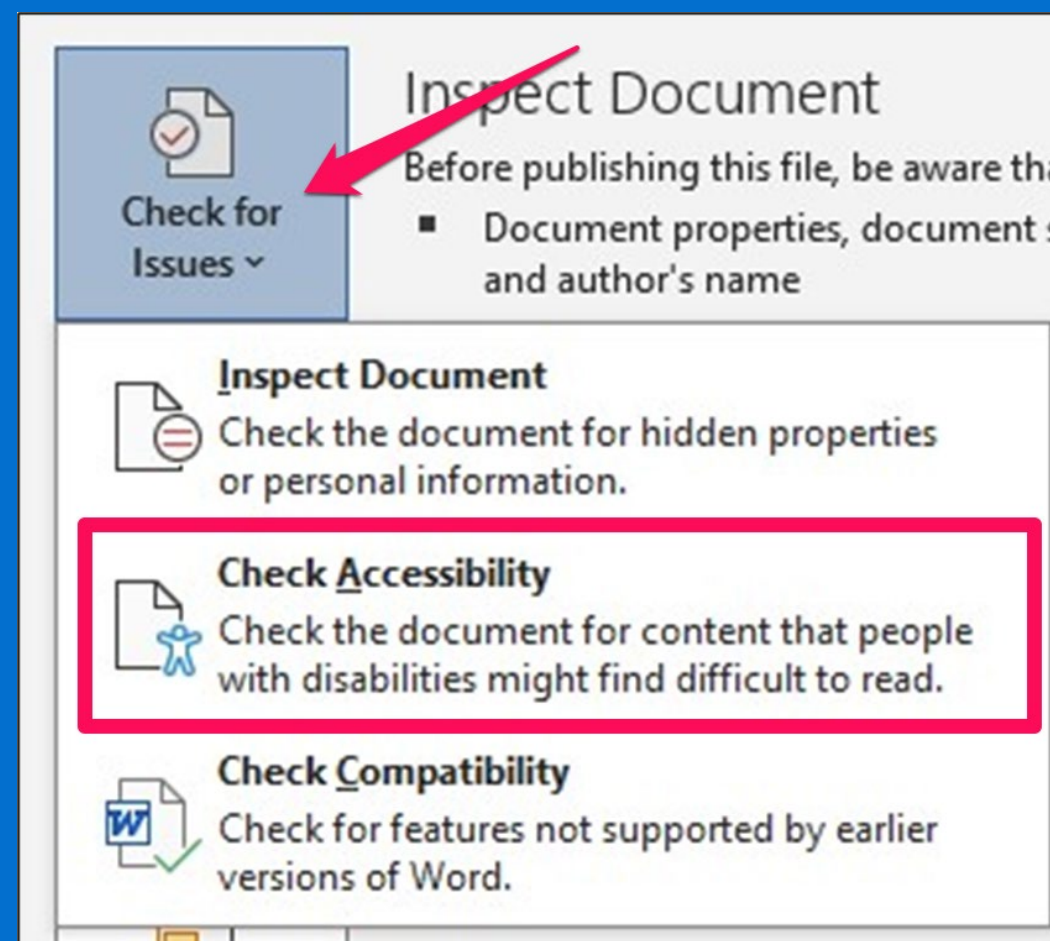 Inspect Document
Before publishing this file, be aware tha
Document properties, document s
and author's name
Check for
Issues
Inspect Document
Check the document for hidden properties
or personal information.
Check Accessibility
Check the document for content that people
with disabilities might find difficult to read.
Check Compatibility
W
Check for features not supported by earlier
versions of Word.